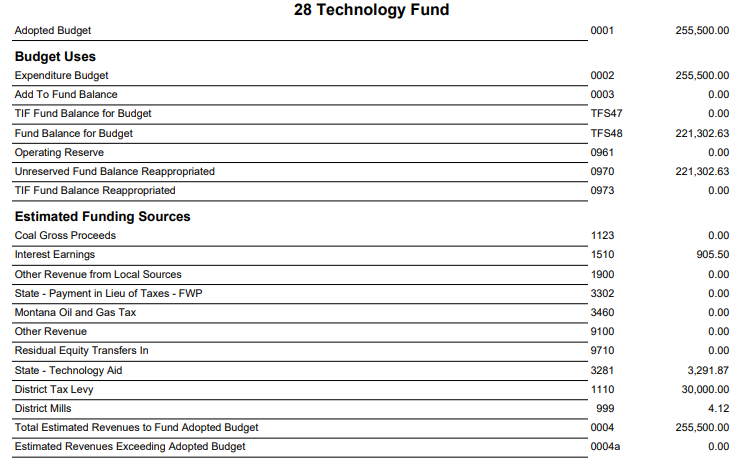 28 Technology Fund
Adopted Budget 0001 255,500.00
Budget Uses
Expenditure Budget 0002 255,500.00
Add To Fund Balance 0003 0.00
TIF Fund Balance for Budget TFS47 0.00
Fund Balance for Budget TFS48 221,302.63
Operating Reserve 0961 0.00
Unreserved Fund Balance Reappropriated 0970 221,302.63
TIF Fund Balance Reappropriated 0973 0.00
Estimated Funding Sources
Coal Gross Proceeds 1123 0.00
Interest Earnings 1510 905.50
Other Revenue from Local Sources 1900 0.00
State - Payment in Lieu of Taxes - FWP 3302 0.00
Montana Oil and Gas Tax 3460 0.00
Other Revenue 9100 0.00
Residual Equity Transfers In 9710 0.00
State - Technology Aid 3281 3,291.87
District Tax Levy 1110 30,000.00
District Mills 999 4.12
Total Estimated Revenues to Fund Adopted Budget 0004 255,500.00
Estimated Revenues Exceeding Adopted Budget 0004a 0.00